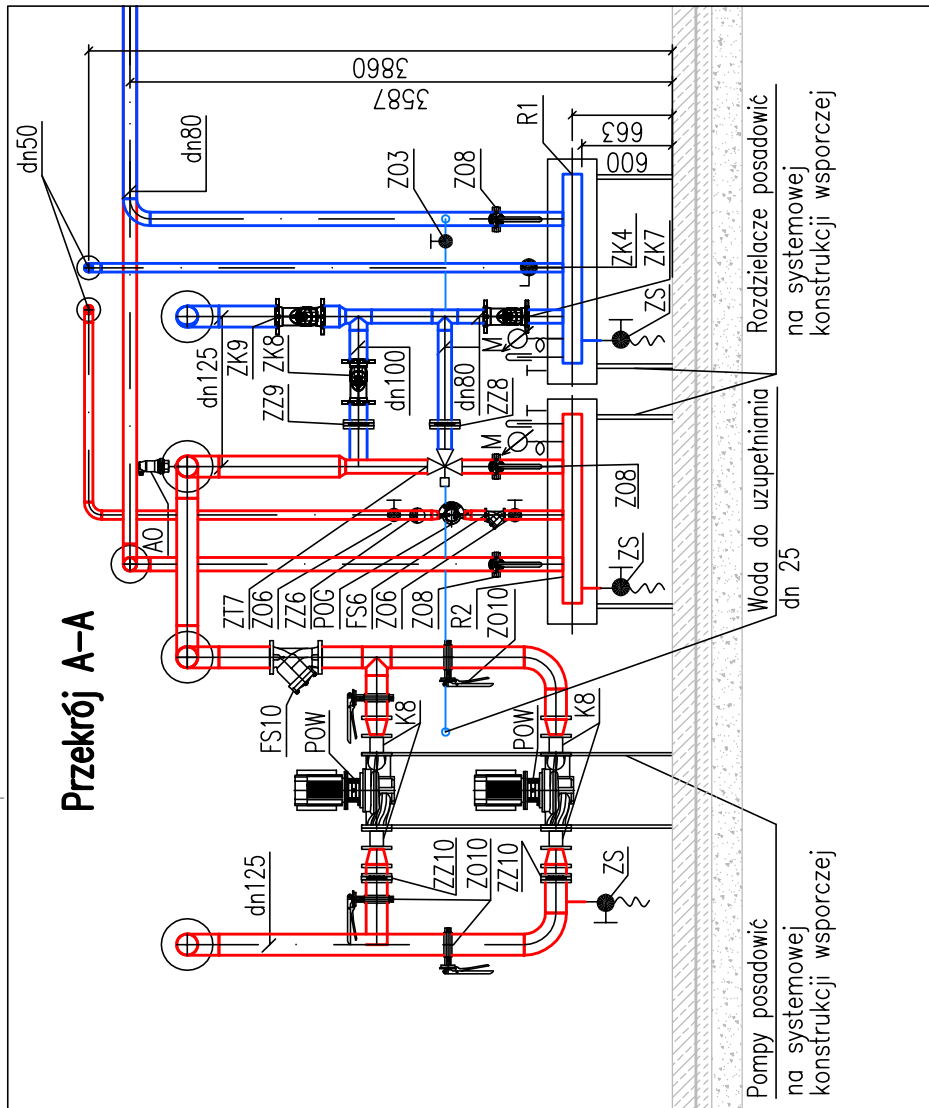 Przekrój A-A
dn50
dn80
3860
3587
R1
663
600
Z03
Z08
ZK4
ZK7
ZS
dn125
ZK9
ZK8
ZZ9
dn100
dn80
ZZ8
M
M
A0
Z08
ZS
ZT7
Z06
ZZ6
POG
FS6
Z06
Z08
R2
Z010
FS10
POW
K8
POW
K8
dn125
ZZ10
Z010
ZZ10
ZS
Rozdzielacze posadowić
na systemowej
konstrukcji wsporczej
Woda do uzupełniania
dn 25
Pompy posadowić
na systemowej
konstrukcji wsporczej